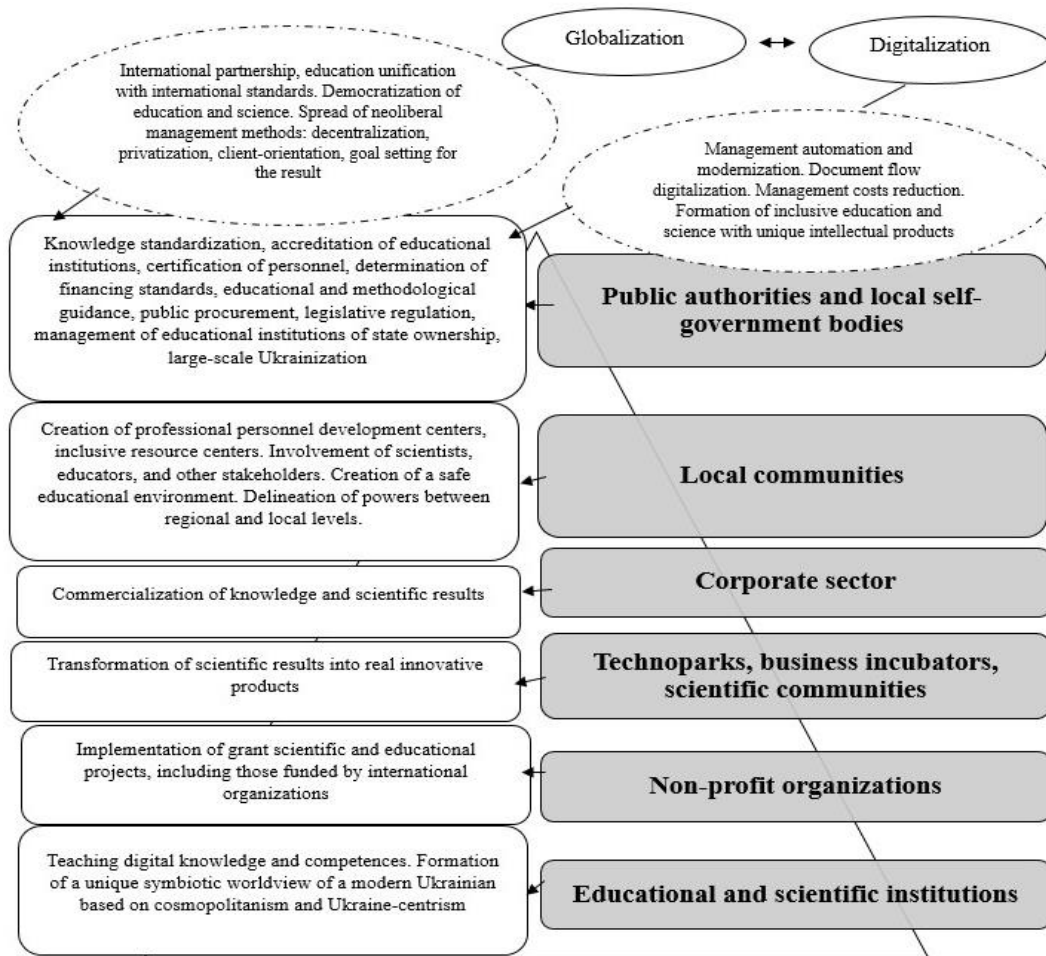 Globalization
Digitalization
International partnership, education unification
with international standards. Democratization of
education and science. Spread of neoliberal
management methods: decentralization,
privatization, client-orientation, goal setting for
the result
Management automation and
modernization. Document flow
digitalization. Management costs reduction.
Formation of inclusive education and
science with unique intellectual products
Knowledge standardization, accreditation of educational
institutions, certification of personnel, determination of
financing standards, educational and methodological
guidance, public procurement, legislative regulation,
management of educational institutions of state ownership,
large-scale Ukrainization
Public authorities and local self-
government bodies
Creation of professional personnel development centers,
inclusive resource centers. Involvement of scientists,
educators, and other stakeholders. Creation of a safe
educational environment. Delineation of powers between
regional and local levels.
Local communities
Commercialization of knowledge and scientific results
Corporate sector
Transformation of scientific results into real innovative
products
Technoparks, business incubators,
scientific communities
Implementation of grant scientific and educational
projects, including those funded by international
organizations
Non-profit organizations
Teaching digital knowledge and competences. Formation
of a unique symbiotic worldview of a modern Ukrainian
based on cosmopolitanism and Ukraine-centrism
Educational and scientific institutions